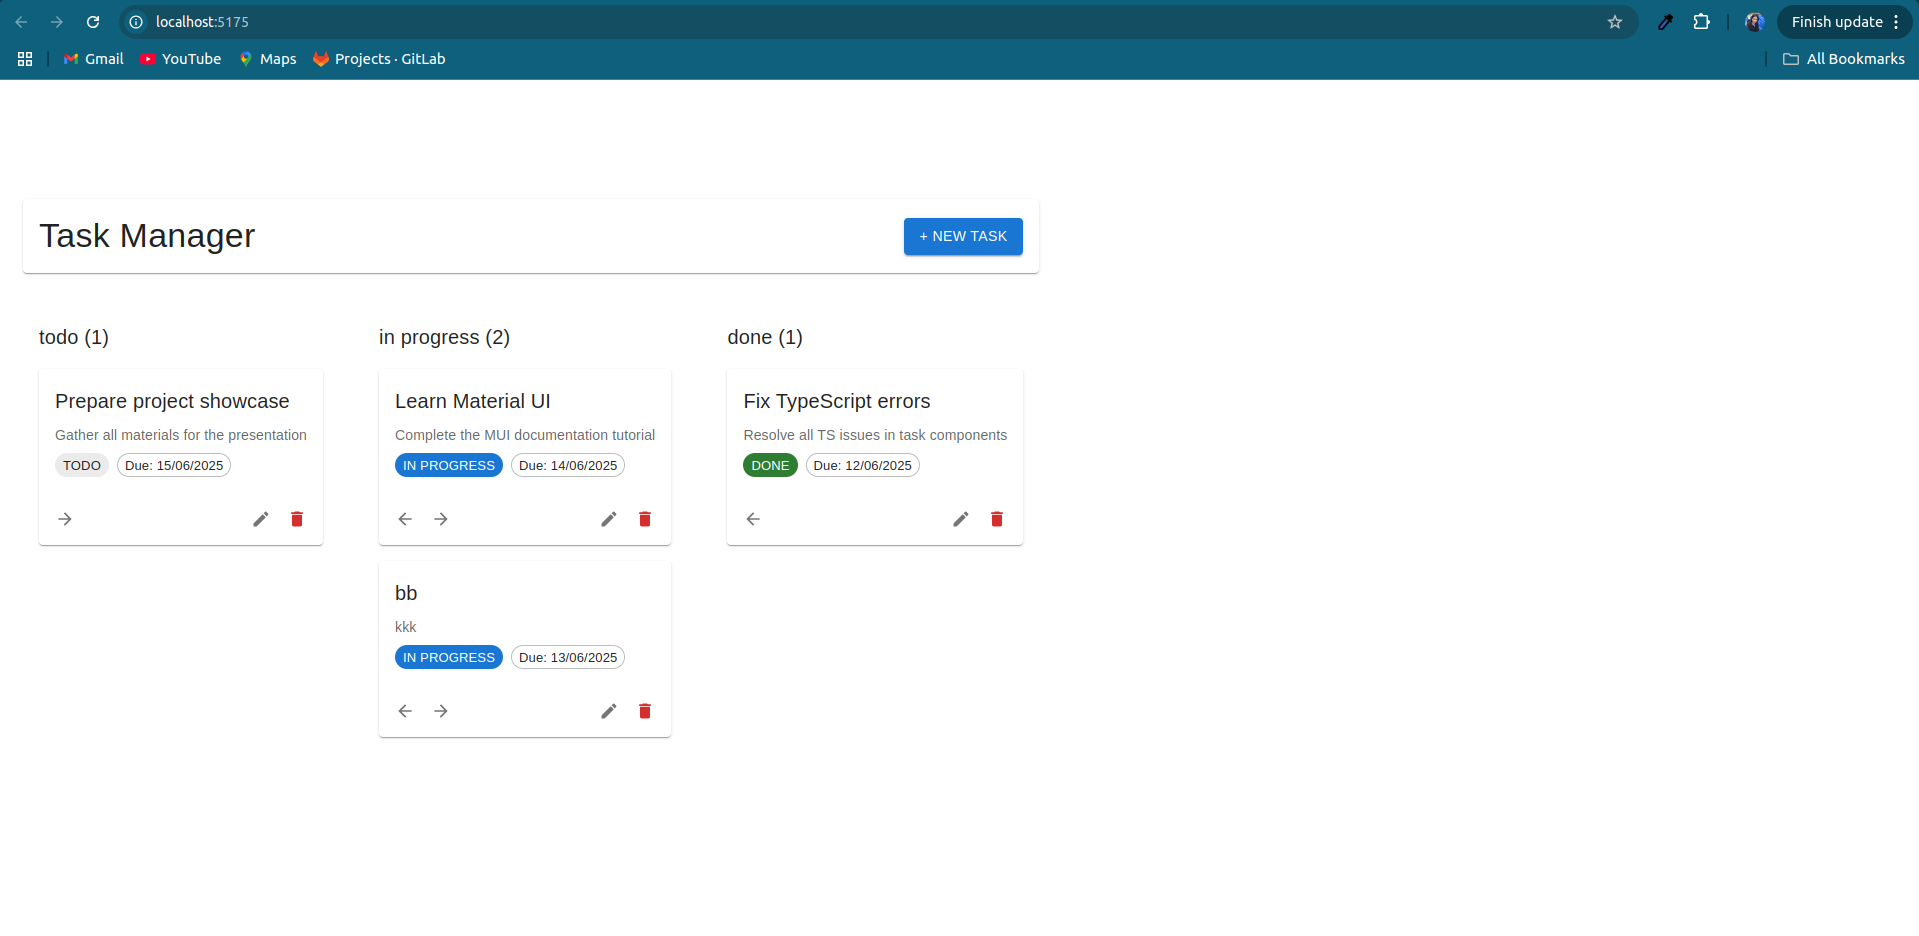 localhost:5175
Finish update
Gmail
YouTube
Maps
Projects · GitLab
All Bookmarks
Task Manager
+ NEW TASK
todo (1)
Prepare project showcase
Gather all materials for the presentation
TODO
Due: 15/06/2025
in progress (2)
Learn Material UI
Complete the MUI documentation tutorial
IN PROGRESS
Due: 14/06/2025
bb
kkk
IN PROGRESS
Due: 13/06/2025
done (1)
Fix TypeScript errors
Resolve all TS issues in task components
DONE
Due: 12/06/2025